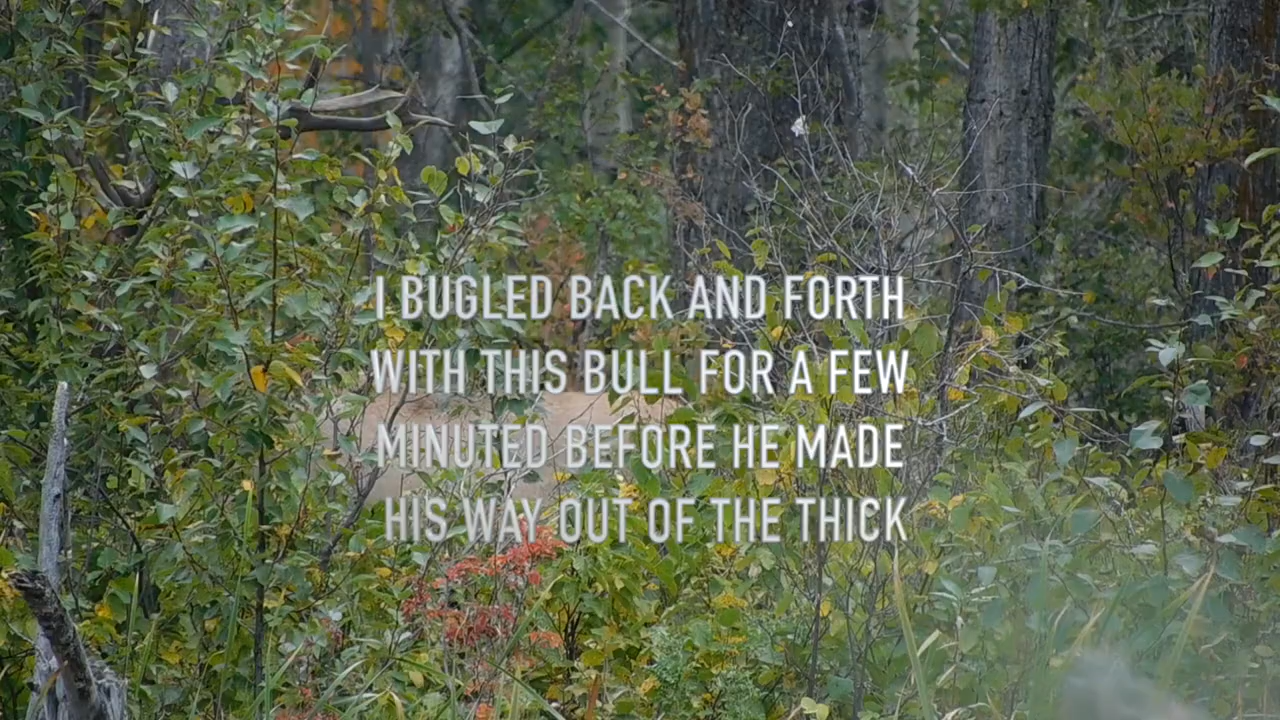 I BUGLED BACK AND FORTH
WITH THIS BULL FOR A FEW
MINUTED BEFORE HE MADE
HIS WAY OUT OF THE THICK